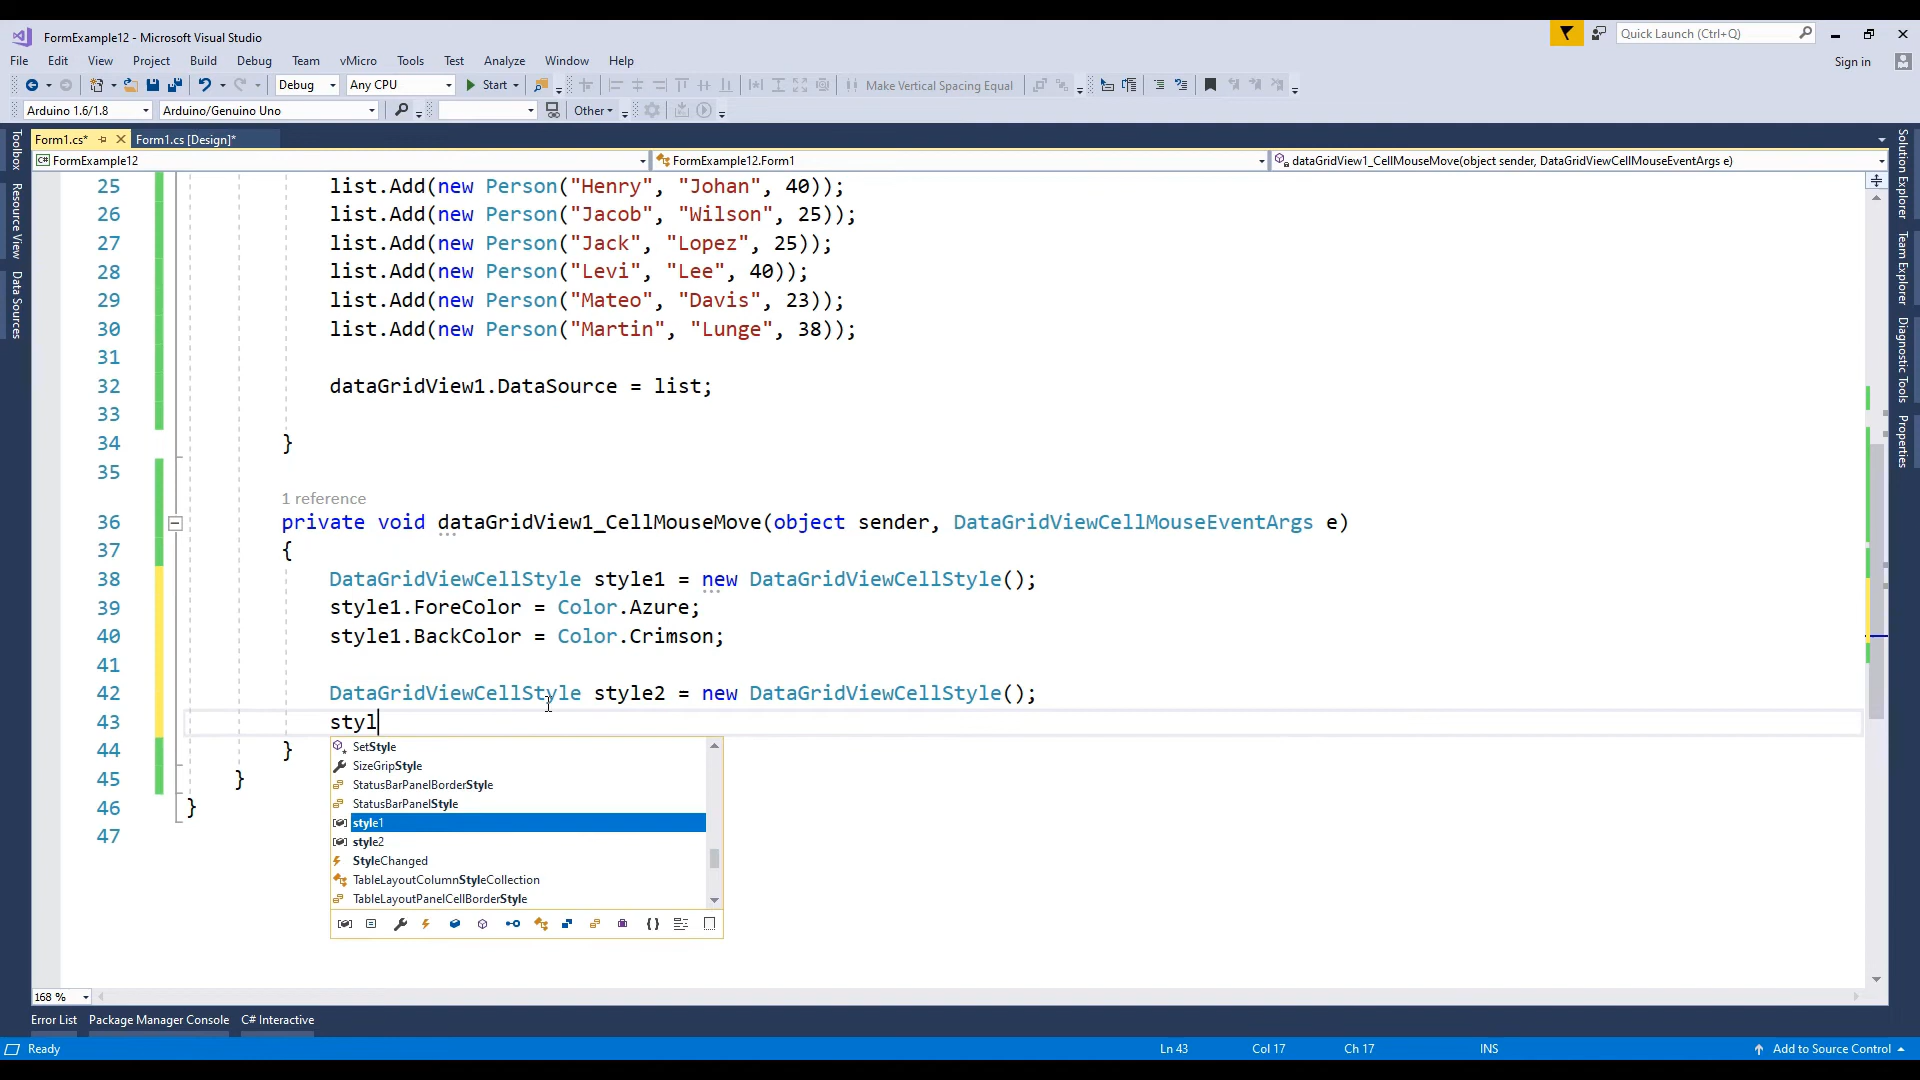 FormExample12 - Microsoft Visual Studio
Quick Launch (Ctrl+Q)
File Edit View Project Build Debug Team vMicro Tools Test Analyze Window Help
Sign in
Debug Any CPU Start Make Vertical Spacing Equal
Arduino 1.6/1.8 Arduino/Genuino Uno Other
Form1.cs* Form1.cs [Design]*
FormExample12 FormExample12.Form1 dataGridView1_CellMouseMove(object sender, DataGridViewCellMouseEventArgs e)
Toolbox
Resource View
Data Sources
Solution Explorer
Team Explorer
Diagnostic Tools
Properties
25 list.Add(new Person("Henry", "Johan", 40));
26 list.Add(new Person("Jacob", "Wilson", 25));
27 list.Add(new Person("Jack", "Lopez", 25));
28 list.Add(new Person("Levi", "Lee", 40));
29 list.Add(new Person("Mateo", "Davis", 23));
30 list.Add(new Person("Martin", "Lunge", 38));
31
32 dataGridView1.DataSource = list;
33
34 }
35
1 reference
36 private void dataGridView1_CellMouseMove(object sender, DataGridViewCellMouseEventArgs e)
37 {
38 DataGridViewCellStyle style1 = new DataGridViewCellStyle();
39 style1.ForeColor = Color.Azure;
40 style1.BackColor = Color.Crimson;
41
42 DataGridViewCellStyle style2 = new DataGridViewCellStyle();
43 styl
44 }
45 }
46 }
47
SetStyle
SizeGripStyle
StatusBarPanelBorderStyle
StatusBarPanelStyle
style1
style2
StyleChanged
TableLayoutColumnStyleCollection
TableLayoutPanelCellBorderStyle
168 %
Error List Package Manager Console C# Interactive
Ready Ln 43 Col 17 Ch 17 INS Add to Source Control